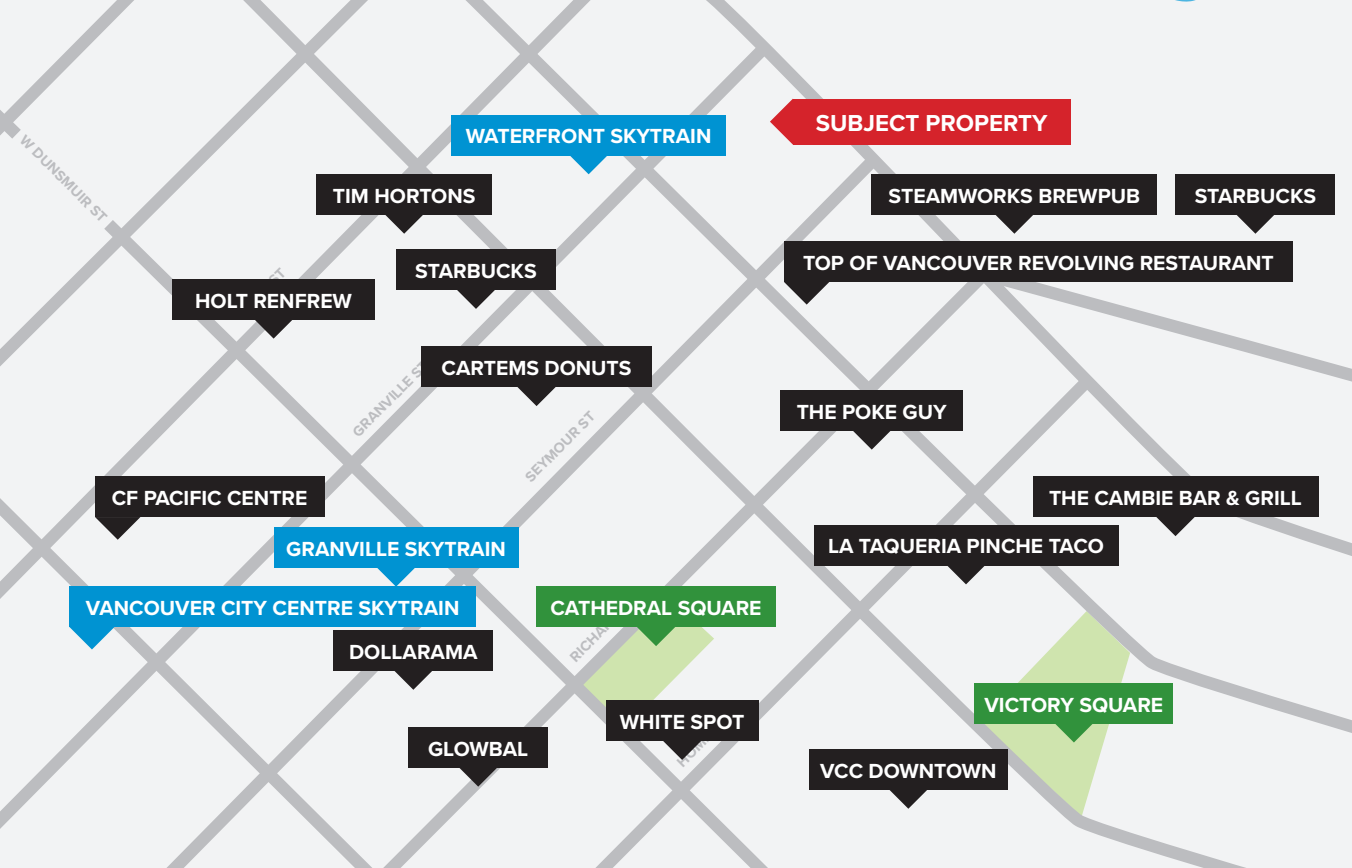 SUBJECT PROPERTY
WATERFRONT SKYTRAIN
W DUNSMUIR ST
TIM HORTONS
STEAMWORKS BREWPUB
STARBUCKS
TOP OF VANCOUVER REVOLVING RESTAURANT
STARBUCKS
ST
HOLT RENFREW
CARTEMS DONUTS
GRANVILLE ST
THE POKE GUY
SEYMOUR ST
CF PACIFIC CENTRE
THE CAMBIE BAR & GRILL
GRANVILLE SKYTRAIN
LA TAQUERIA PINCHE TACO
VANCOUVER CITY CENTRE SKYTRAIN
CATHEDRAL SQUARE
DOLLARAMA
VICTORY SQUARE
WHITE SPOT
GLOWBAL
VCC DOWNTOWN